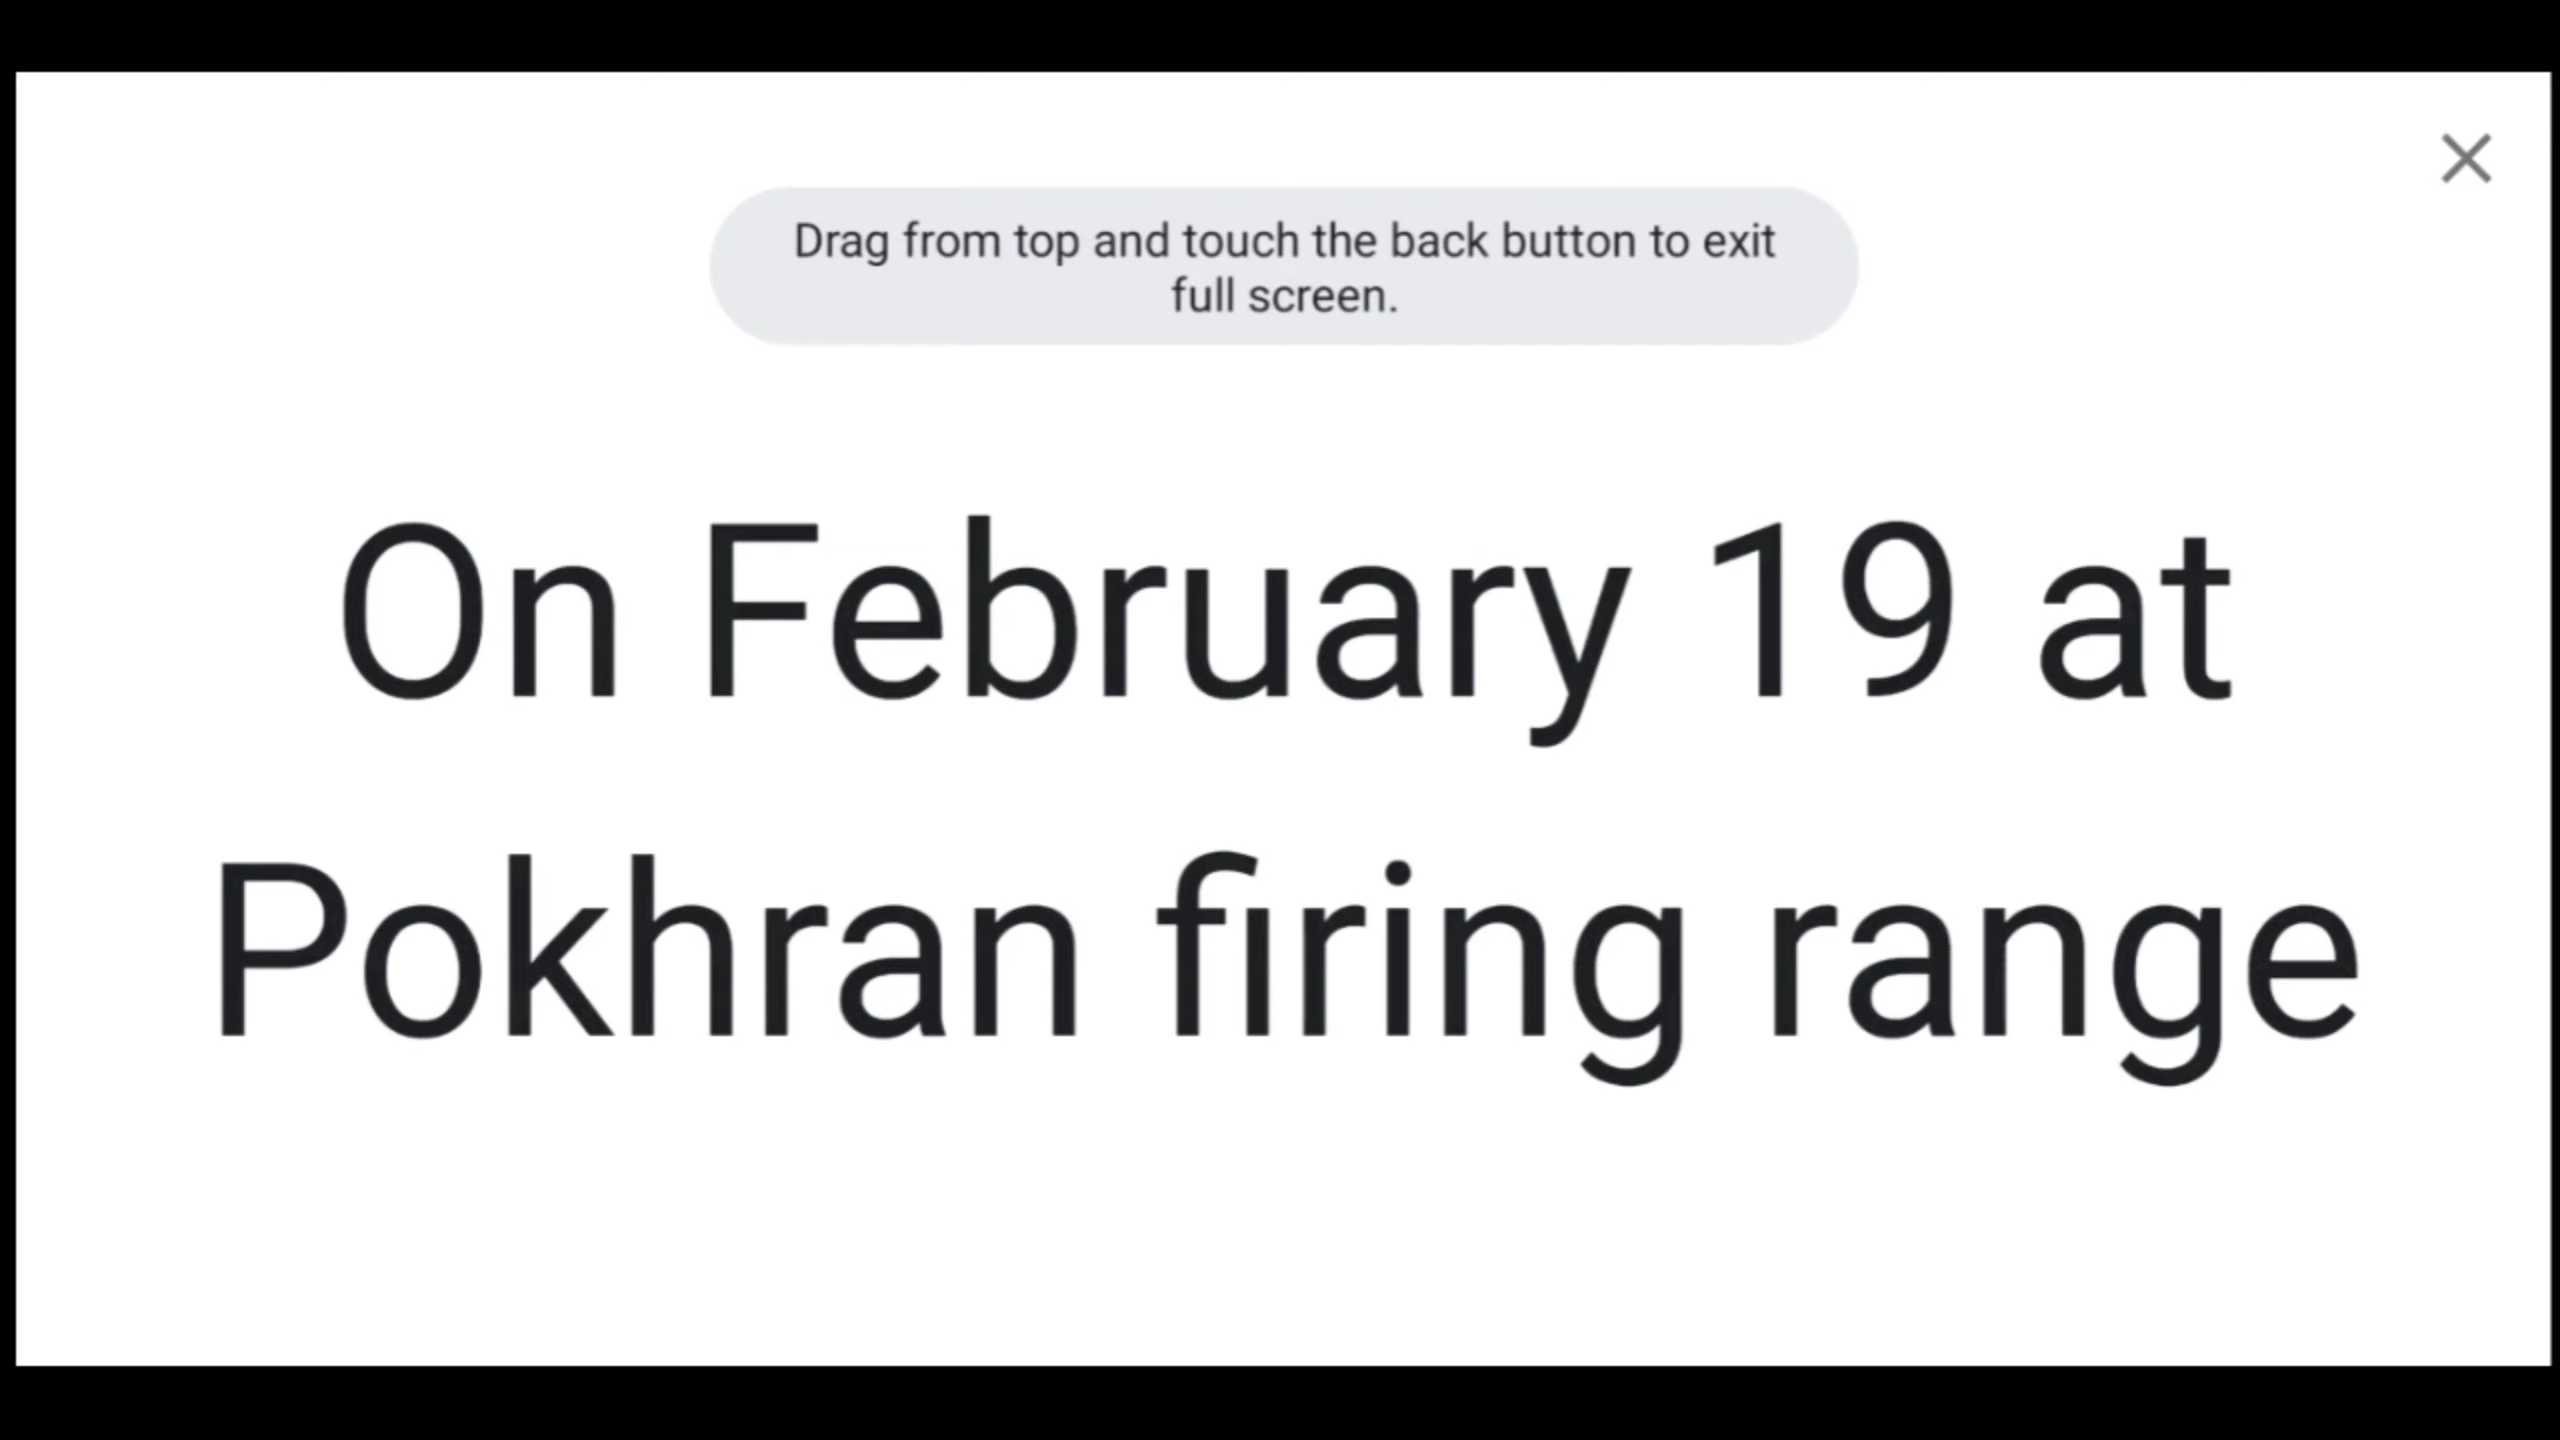 Drag from top and touch the back button to exit
full screen.
On February 19 at
Pokhran firing range